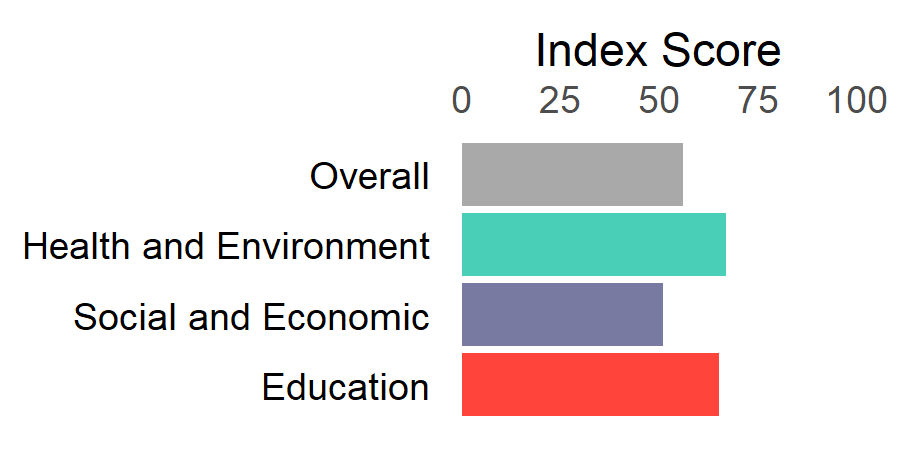 Index Score
0 25 50 75 100
Overall
Health and Environment
Social and Economic
Education